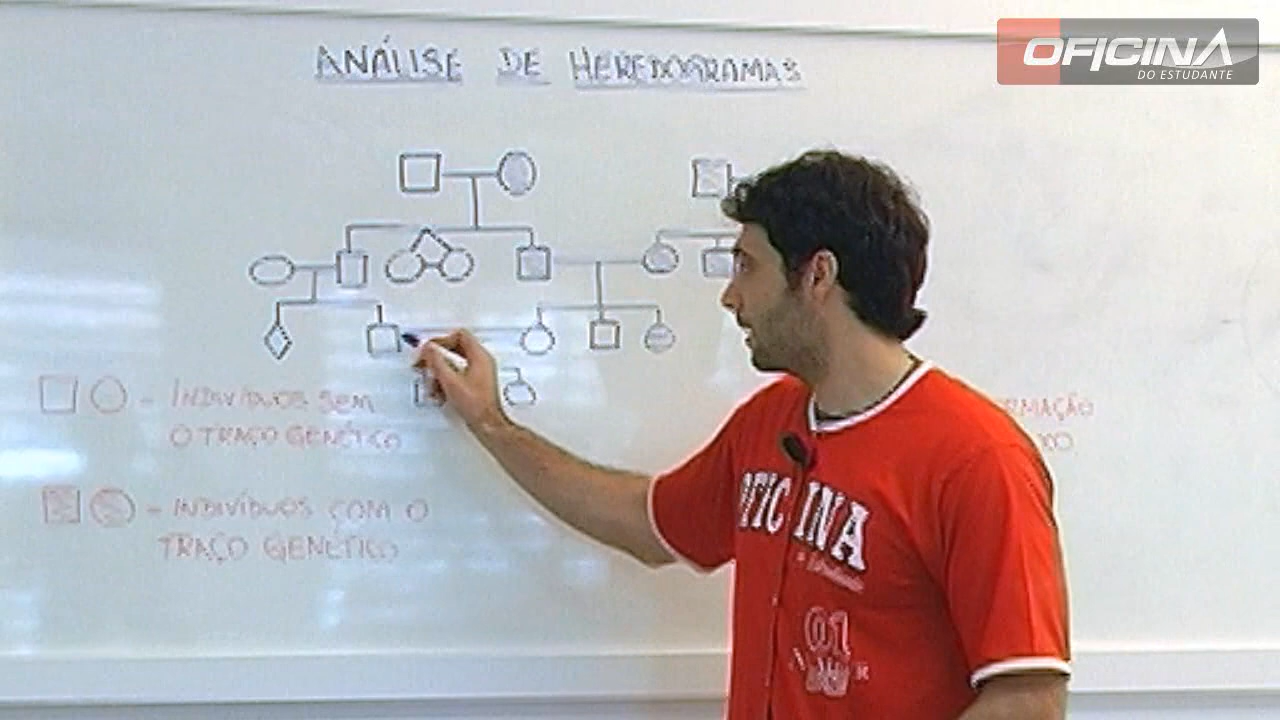 OFICINA
DO ESTUDANTE
ANÁLISE DE HEREDOGRAMAS
- INDIVÍDUOS SEM
O TRAÇO GENÉTICO
RMAÇÃO
- INDIVÍDUOS COM O
TRAÇO GENÉTICO
OFICINA
01